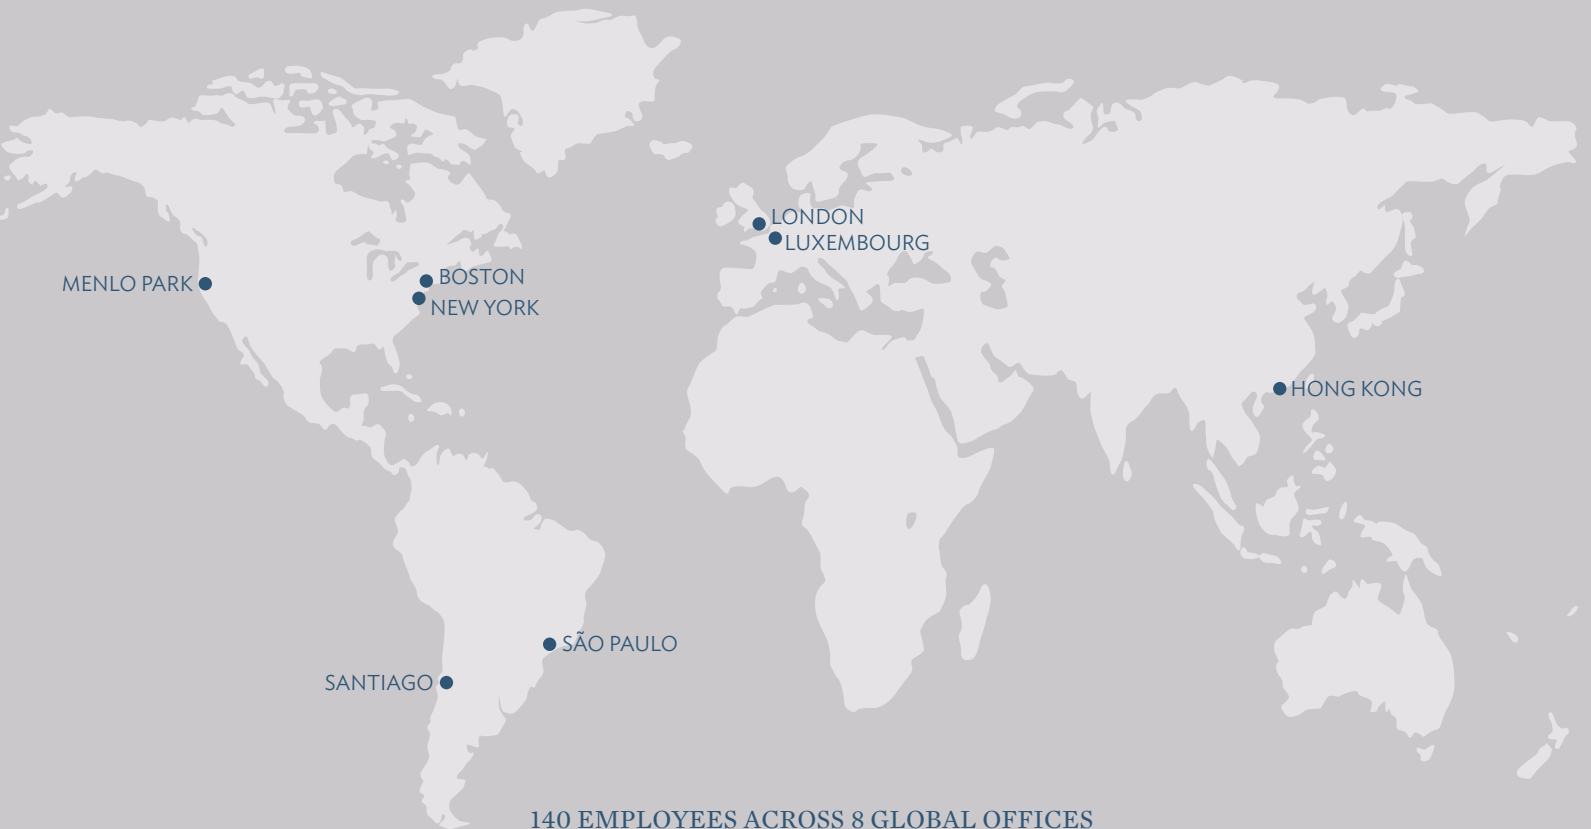 LONDON
LUXEMBOURG
BOSTON
MENLO PARK
NEW YORK
HONG KONG
SÃO PAULO
SANTIAGO
140 EMPLOYEES ACROSS 8 GLOBAL OFFICES